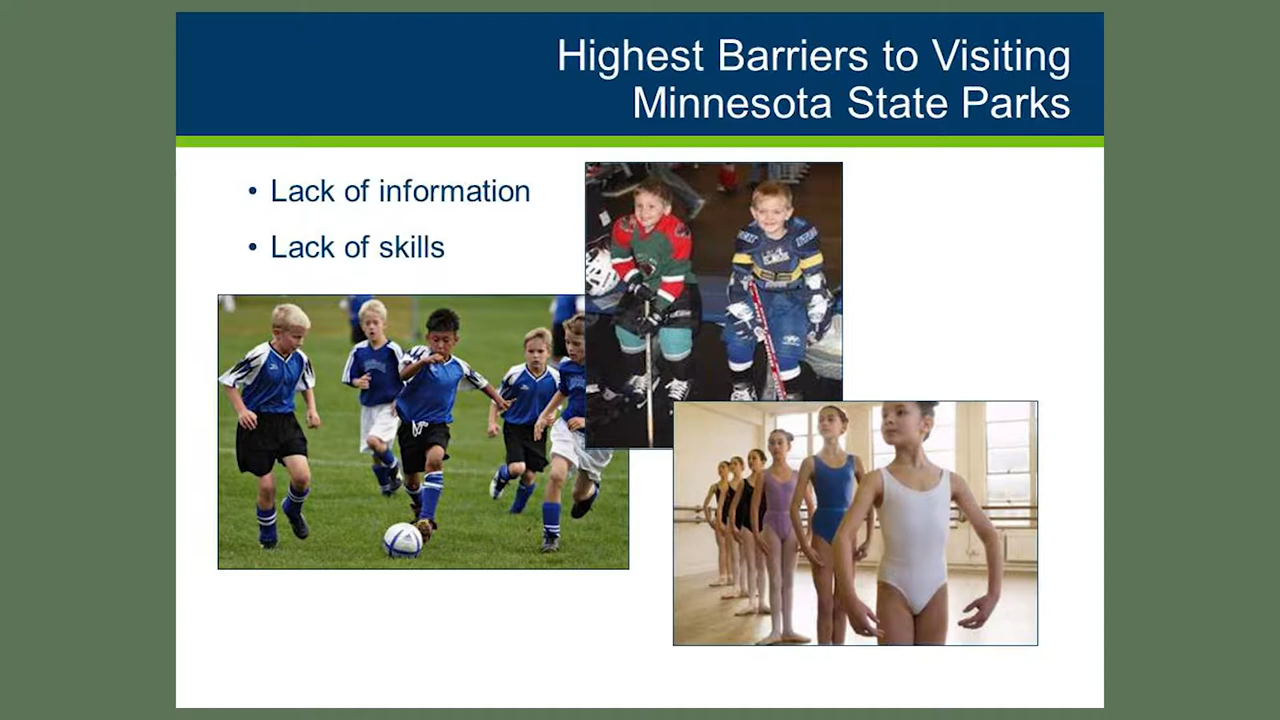 Highest Barriers to Visiting
Minnesota State Parks
• Lack of information
• Lack of skills